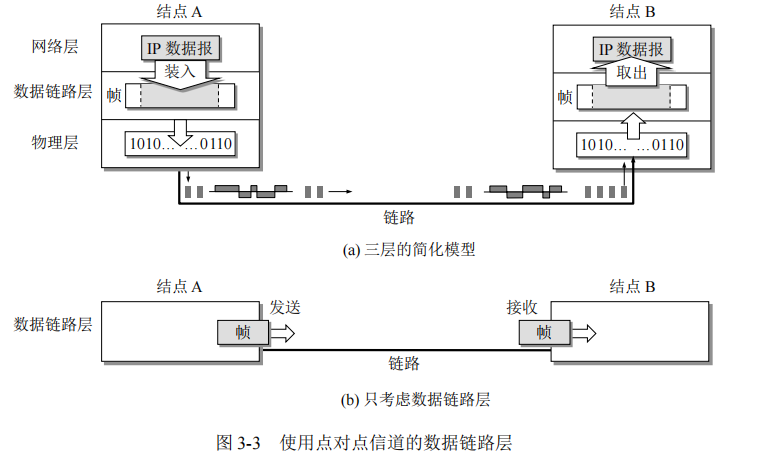 结点 A
结点 B
网络层
IP 数据报
IP 数据报
装入
取出
数据链路层
帧
帧
物理层
1010… …0110
1010… …0110
链路
(a) 三层的简化模型
结点 A
结点 B
数据链路层
发送
接收
帧
帧
链路
(b) 只考虑数据链路层
图 3-3 使用点对点信道的数据链路层